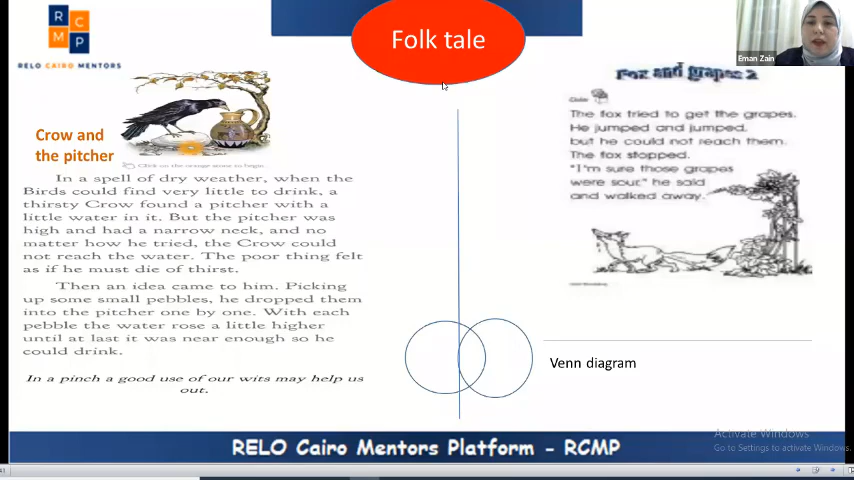 R
C
M
P
RELO CAIRO MENTORS
Folk tale
Eman Zain
Crow and
the pitcher
Click on the orange arrow to begin.
In a spell of dry weather, when the
Birds could find very little to drink, a
thirsty Crow found a pitcher with a
little water in it. But the pitcher was
high and had a narrow neck, and no
matter how he tried, the Crow could
not reach the water. The poor thing felt
as if he must die of thirst.
Then an idea came to him. Picking
up some small pebbles, he dropped them
into the pitcher one by one. With each
pebble the water rose a little higher
until at last it was near enough so he
could drink.
In a pinch a good use of our wits may help us
out.
Fox and grapes 2
The fox tried to get the grapes.
He jumped and jumped,
but he could not reach them.
The fox stopped.
"I'm sure those grapes
were sour," he said
and walked away.
Venn diagram
Activate Windows
Go to Settings to activate Windows.
RELO Cairo Mentors Platform - RCMP